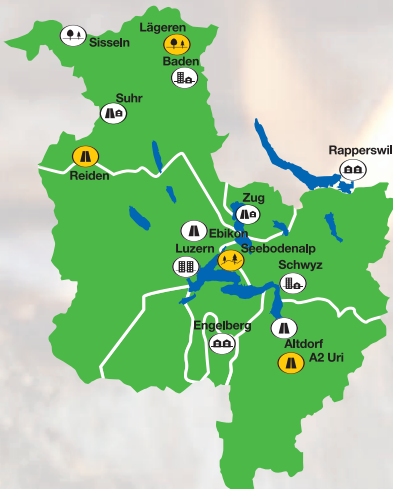 Lägeren
Sisseln
Baden
Suhr
Rapperswil
Reiden
Zug
Ebikon
Luzern
Seebodenalp
Schwyz
Engelberg
Altdorf
A2 Uri